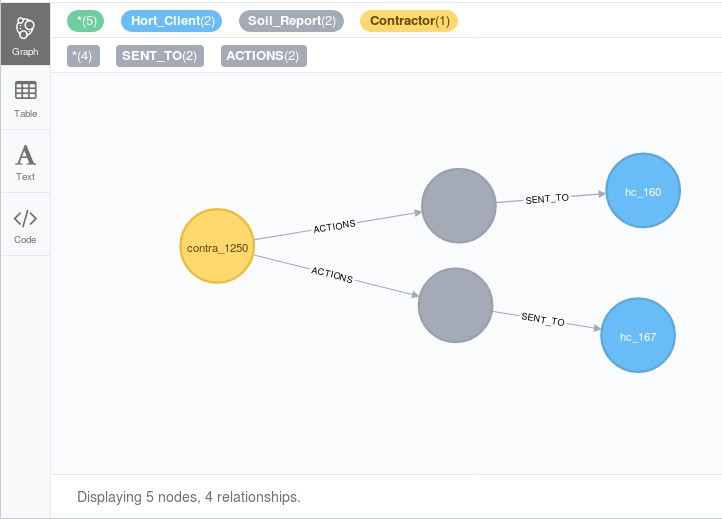 *(5) Hort_Client(2) Soil_Report(2) Contractor(1)
Graph
*(4) SENT_TO(2) ACTIONS(2)
Table
A
Text
</>
Code
contra_1250
ACTIONS
ACTIONS
SENT_TO
SENT_TO
hc_160
hc_167
Displaying 5 nodes, 4 relationships.